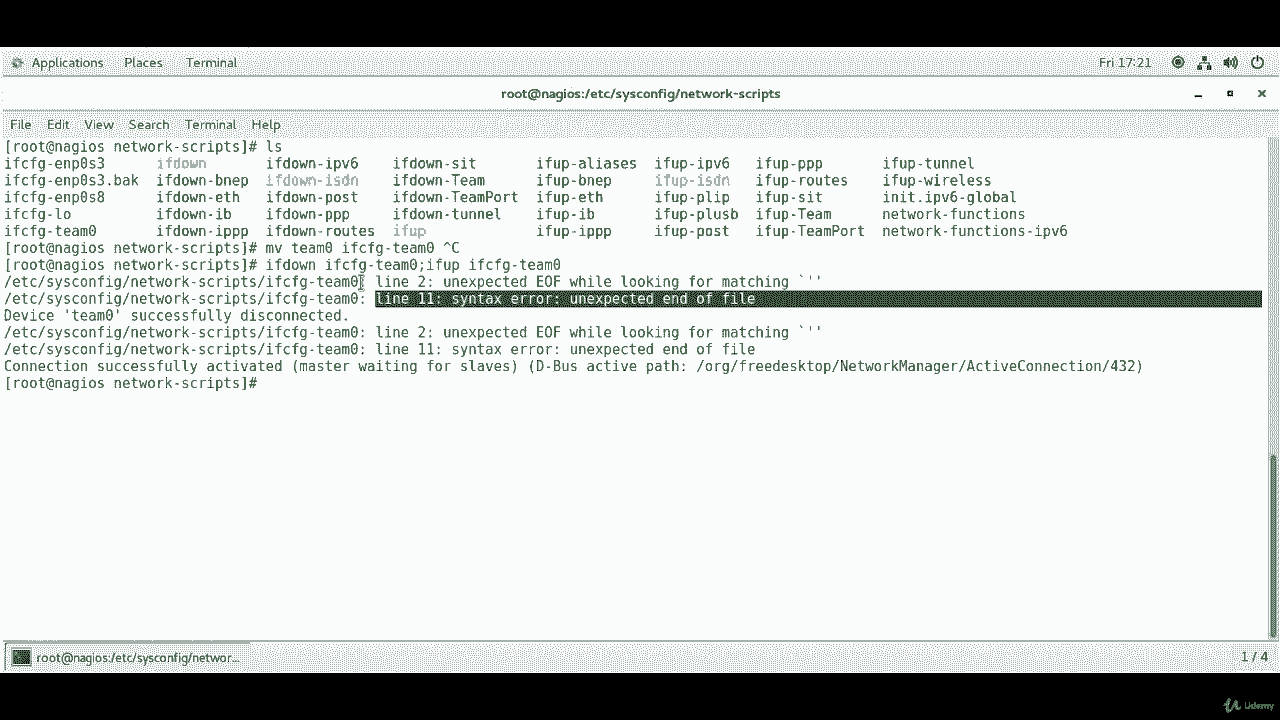 Applications Places Terminal Fri 17:21
root@nagios:/etc/sysconfig/network-scripts
File Edit View Search Terminal Help
[root@nagios network-scripts]# ls
ifcfg-enp0s3 ifdown ifdown-ipv6 ifdown-sit ifup-aliases ifup-ipv6 ifup-ppp ifup-tunnel
ifcfg-enp0s3.bak ifdown-bnep ifdown-isdn ifdown-Team ifup-bnep ifup-isdn ifup-routes ifup-wireless
ifcfg-enp0s8 ifdown-eth ifdown-post ifdown-TeamPort ifup-eth ifup-plip ifup-sit init.ipv6-global
ifcfg-lo ifdown-ib ifdown-ppp ifdown-tunnel ifup-ib ifup-plusb ifup-Team network-functions
ifcfg-team0 ifdown-ippp ifdown-routes ifup ifup-ippp ifup-post ifup-TeamPort network-functions-ipv6
[root@nagios network-scripts]# mv team0 ifcfg-team0 ^C
[root@nagios network-scripts]# ifdown ifcfg-team0;ifup ifcfg-team0
/etc/sysconfig/network-scripts/ifcfg-team0: line 2: unexpected EOF while looking for matching `''
/etc/sysconfig/network-scripts/ifcfg-team0: line 11: syntax error: unexpected end of file
Device 'team0' successfully disconnected.
/etc/sysconfig/network-scripts/ifcfg-team0: line 2: unexpected EOF while looking for matching `''
/etc/sysconfig/network-scripts/ifcfg-team0: line 11: syntax error: unexpected end of file
Connection successfully activated (master waiting for slaves) (D-Bus active path: /org/freedesktop/NetworkManager/ActiveConnection/432)
[root@nagios network-scripts]#
root@nagios:/etc/sysconfig/networ... 1 / 4
Udemy